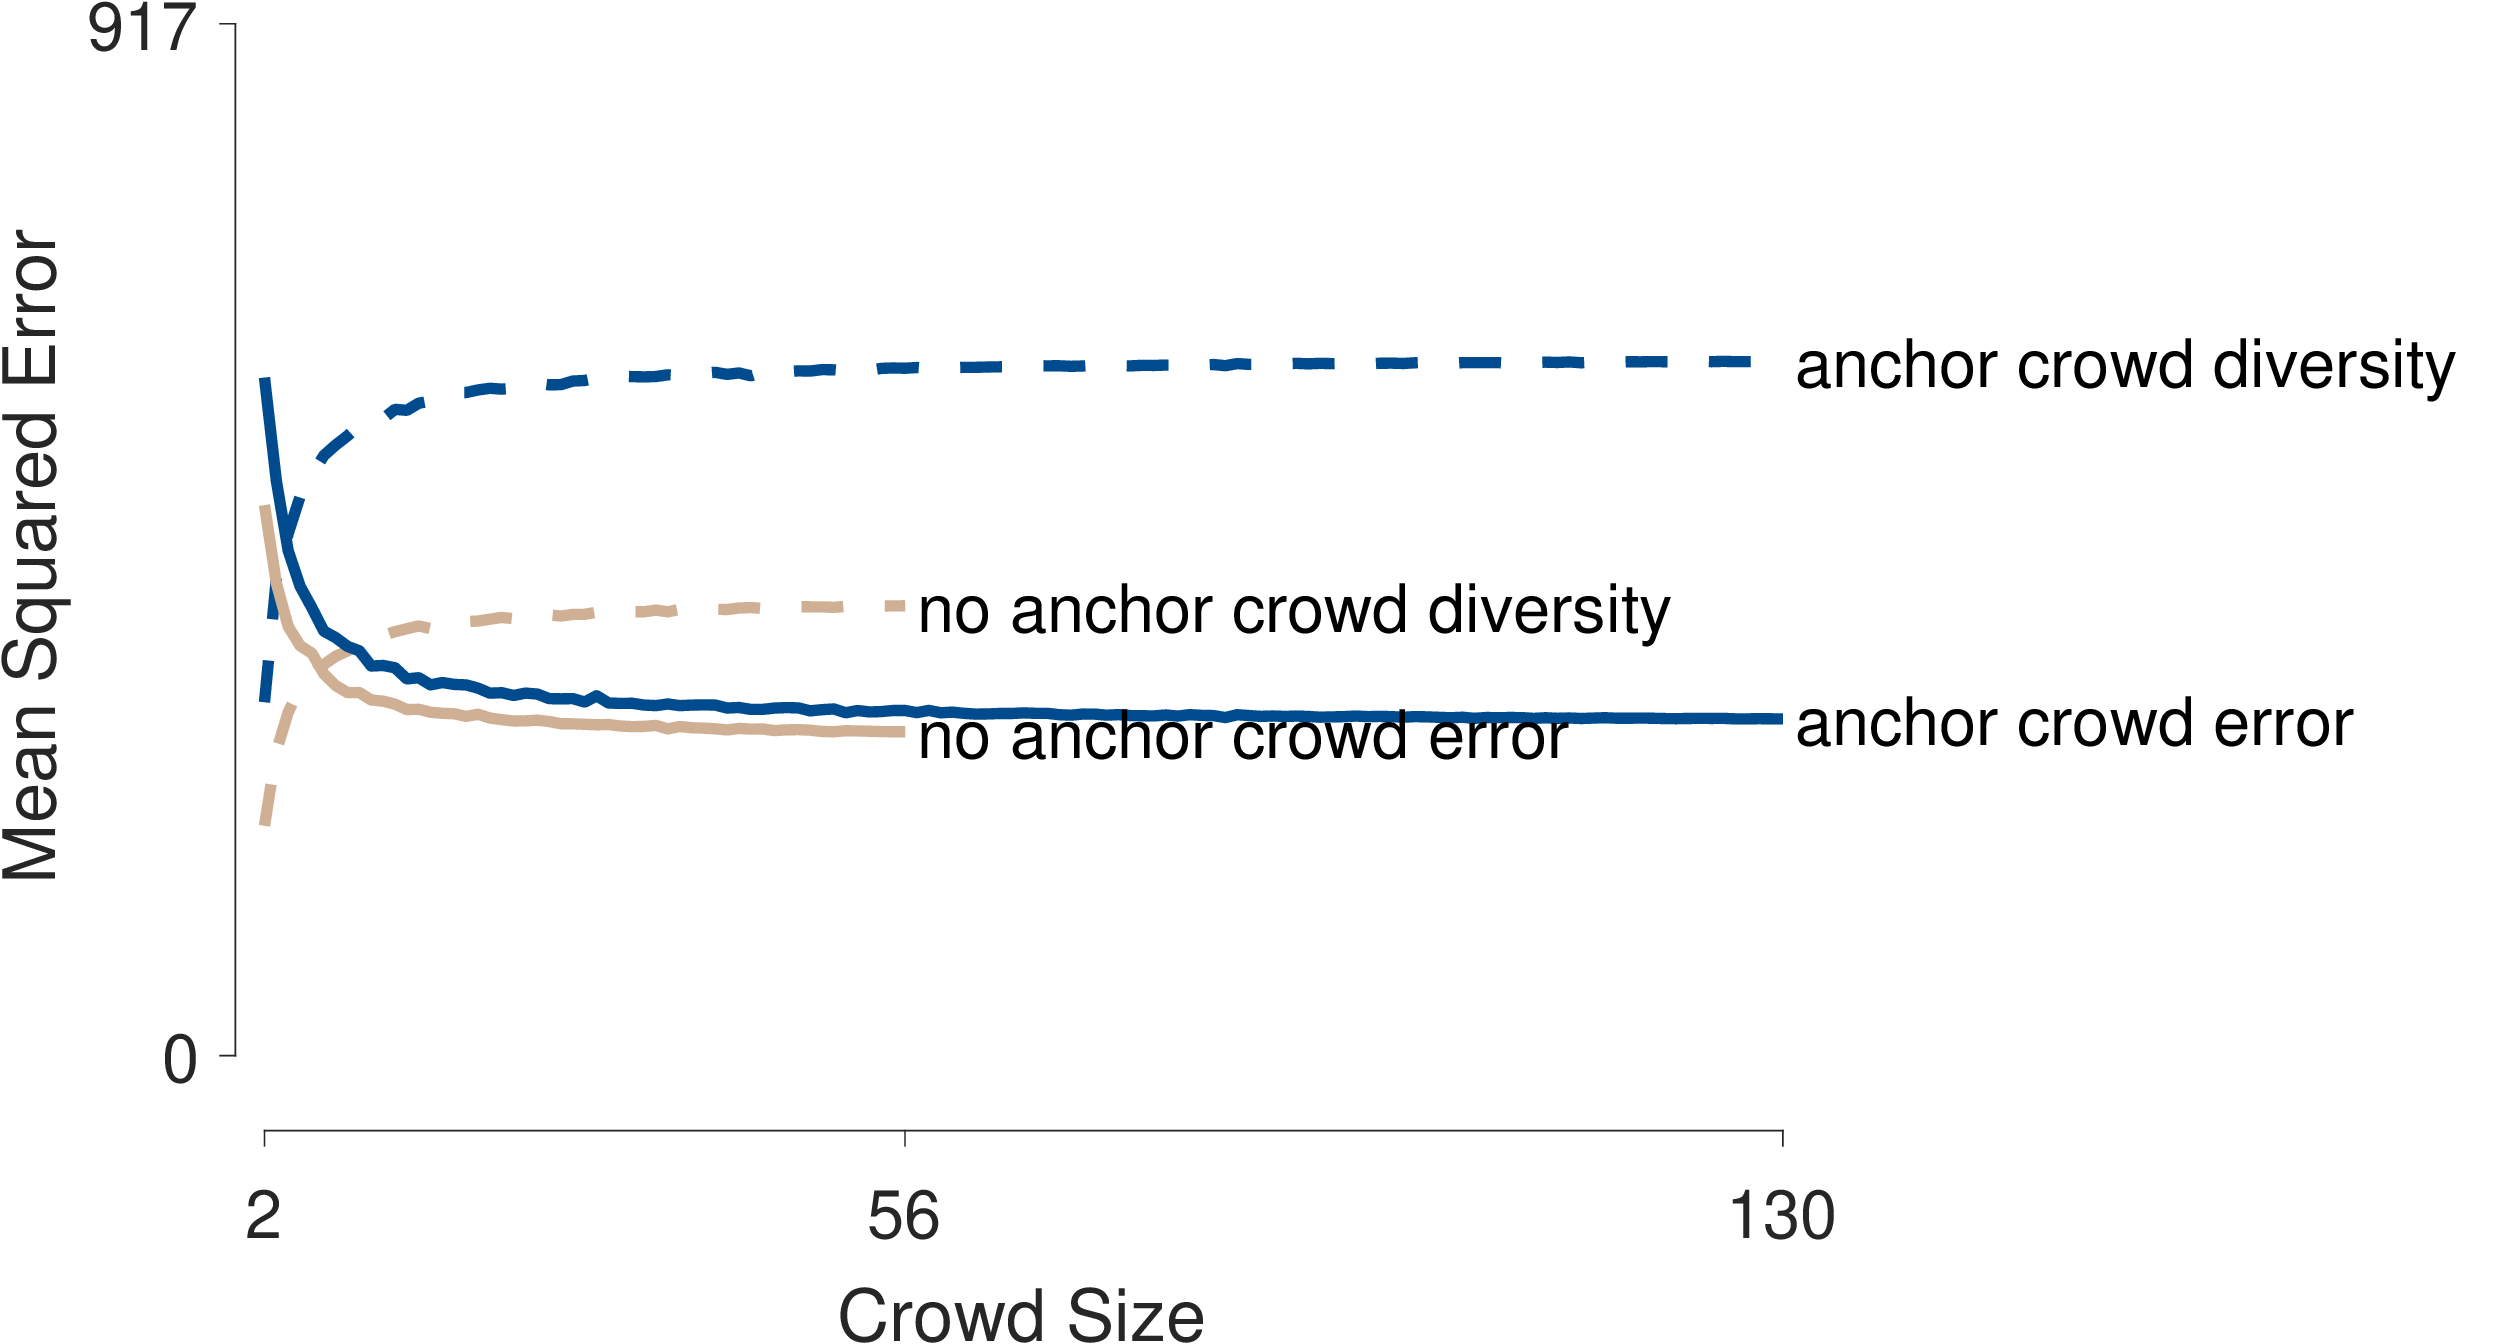 917
Mean Squared Error
anchor crowd diversity
no anchor crowd diversity
anchor crowd error
no anchor crowd error
0
2
56
130
Crowd Size